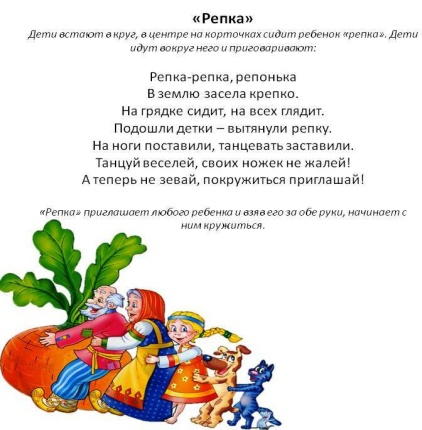 «Репка»
Дети встают в круг, в центре на корточках сидит ребенок «репка». Дети
идут вокруг него и приговаривают:
Репка-репка, репонька
В землю засела крепко.
На грядке сидит, на всех глядит.
Подошли детки – вытянули репку.
На ноги поставили, танцевать заставили.
Танцуй веселей, своих ножек не жалей!
А теперь не зевай, покружиться приглашай!
«Репка» приглашает любого ребенка и взяв его за обе руки, начинает с
ним кружиться.